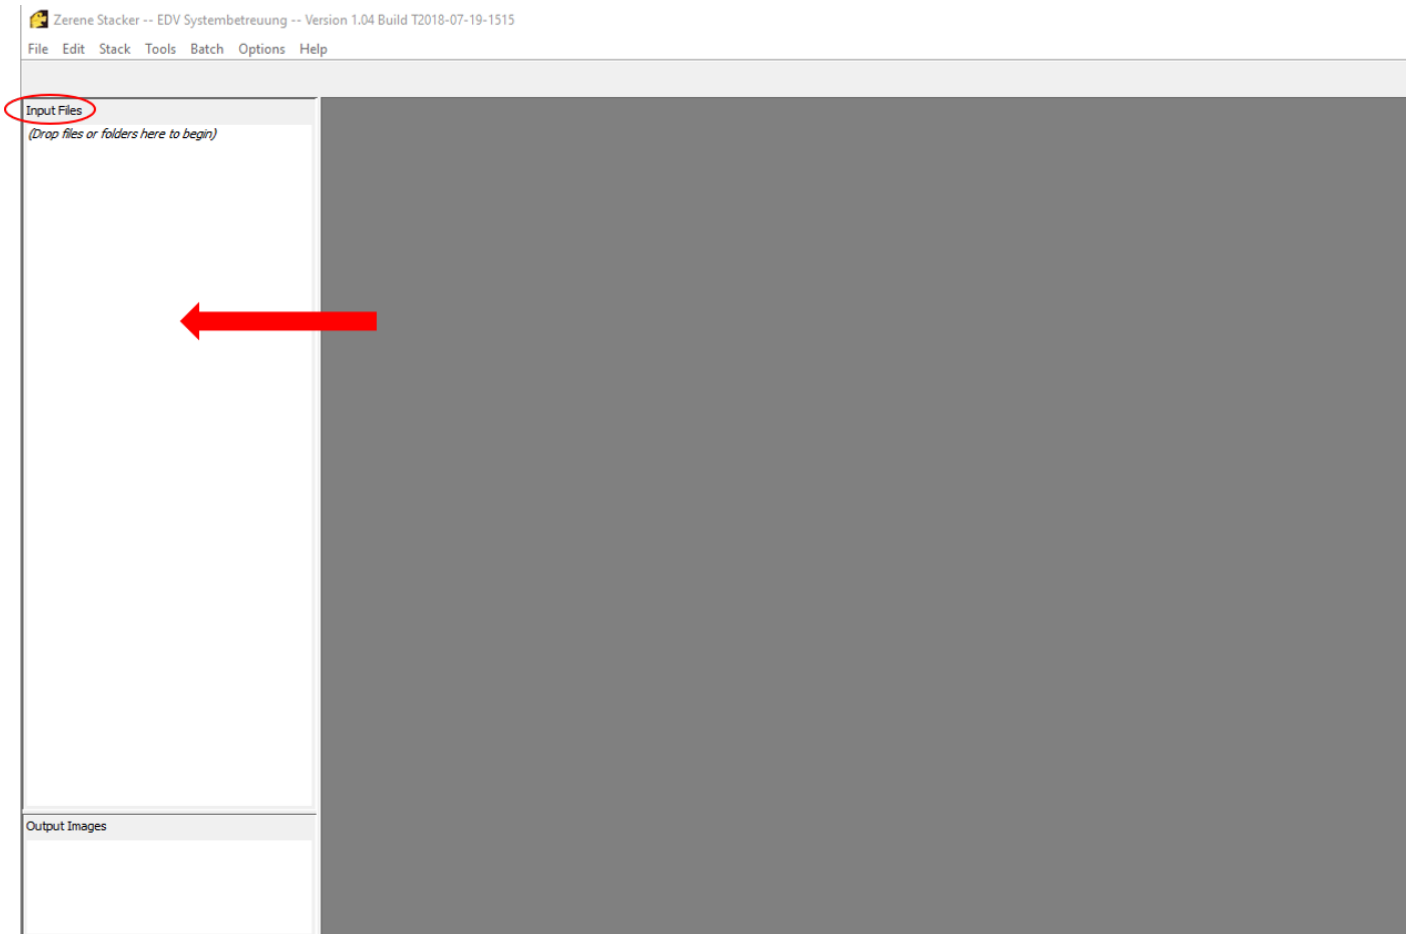 Zerene Stacker -- EDV Systembetreuung -- Version 1.04 Build T2018-07-19-1515
File Edit Stack Tools Batch Options Help
Input Files
(Drop files or folders here to begin)
Output Images